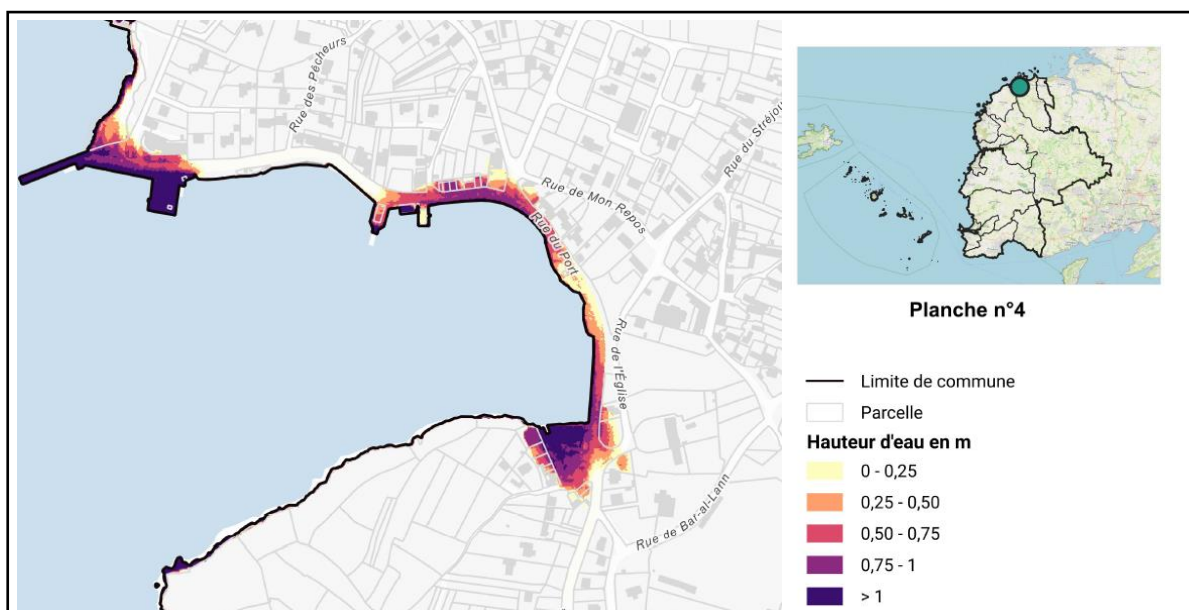 Rue des Pêcheurs
Rue du Stréjou
Rue de Mon Repos
Rue du Port
Rue de l'Église
Rue de Bar-al-Lann
Planche n°4
Limite de commune
Parcelle
Hauteur d'eau en m
0 - 0,25
0,25 - 0,50
0,50 - 0,75
0,75 - 1
> 1